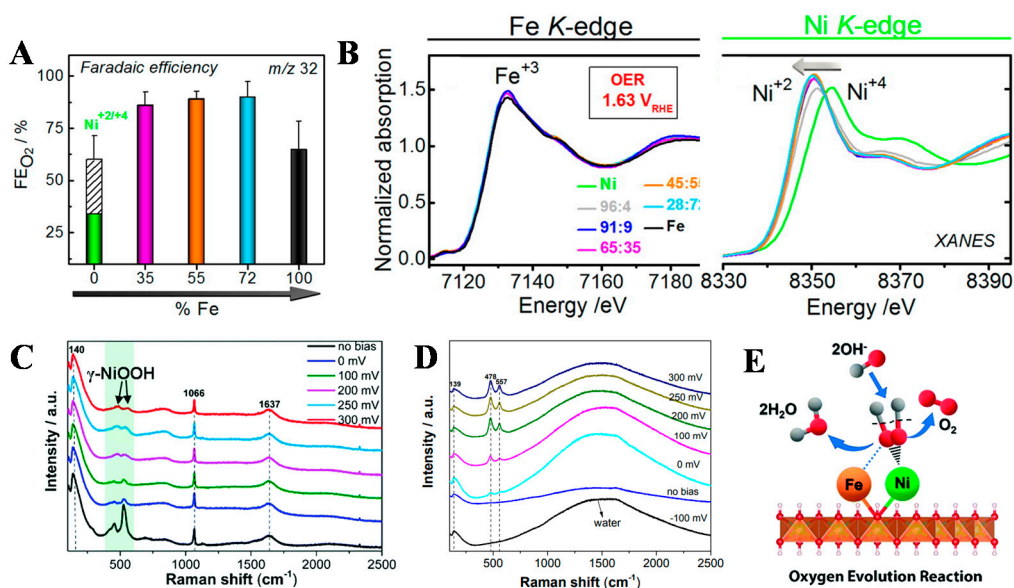 A
Faradaic efficiency
m/z 32
Ni+2/+4
FEO2 / %
100
75
50
25
0
35
55
72
100
% Fe
B
Fe K-edge
Ni K-edge
Fe+3
OER
1.63 VRHE
Ni+2
Ni+4
Normalized absorption
1.5
1.0
0.5
0.0
Ni
96:4
91:9
65:35
45:5
28:7
Fe
XANES
7120
7140
7160
7180
Energy /eV
8330
8350
8370
8390
Energy /eV
C
140
γ-NiOOH
1066
1637
no bias
0 mV
100 mV
200 mV
250 mV
300 mV
Intensity / a.u.
500
1000
1500
2000
2500
Raman shift (cm-1)
D
139
478
557
300 mV
250 mV
200 mV
100 mV
0 mV
no bias
-100 mV
water
Intensity / a.u.
500
1000
1500
2000
2500
Raman shift (cm-1)
E
2OH-
2H2O
O2
Fe
Ni
Oxygen Evolution Reaction